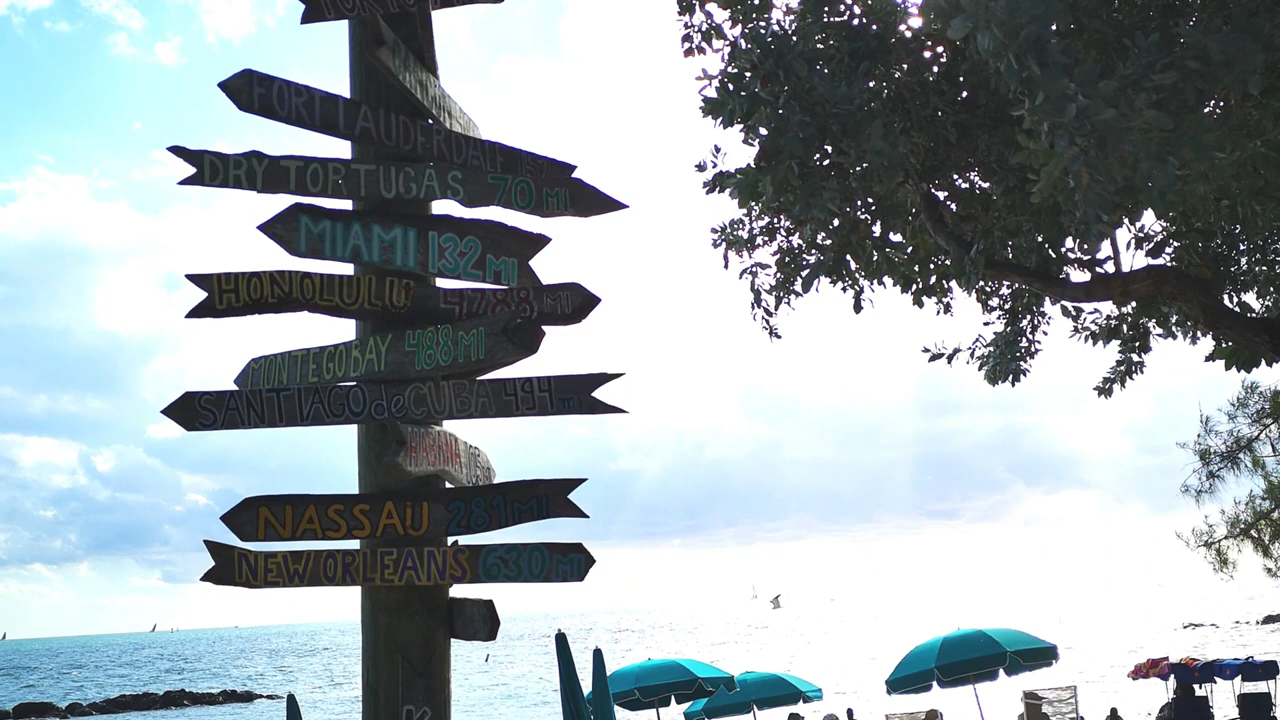 FORT LAUDERDALE
DRY TORTUGAS 70 MI
MIAMI 132 MI
HONOLULU 4788 MI
MONTEGO BAY 488 MI
SANTIAGO de CUBA 494 mi
HABANA 105
NASSAU 281 MI
NEW ORLEANS 630 MI
K